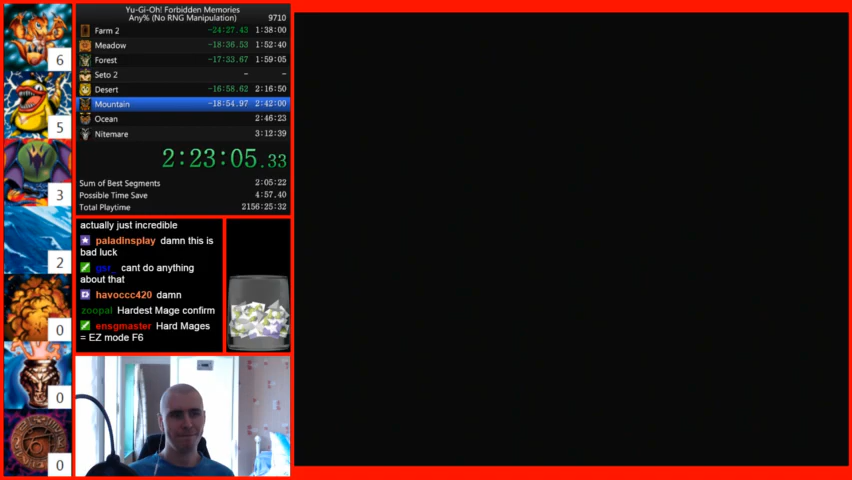 Yu-Gi-Oh! Forbidden Memories
Any% (No RNG Manipulation) 9710
Farm 2 -24:27.43 1:38:00
Meadow -18:36.53 1:52:40
Forest -17:33.67 1:59:05
Seto 2 - -
Desert -16:58.62 2:16:50
Mountain -18:54.97 2:42:00
Ocean 2:46:23
Nitemare 3:12:39
2:23:05.33
Sum of Best Segments 2:05:22
Possible Time Save 4:57.40
Total Playtime 2156:25:32
6
5
3
2
0
0
0
actually just incredible
paladinsplay damn this is
bad luck
cant do anything
about that
havoccc420 damn
zoopal Hardest Mage confirm
ensgmaster Hard Mages
= EZ mode F6